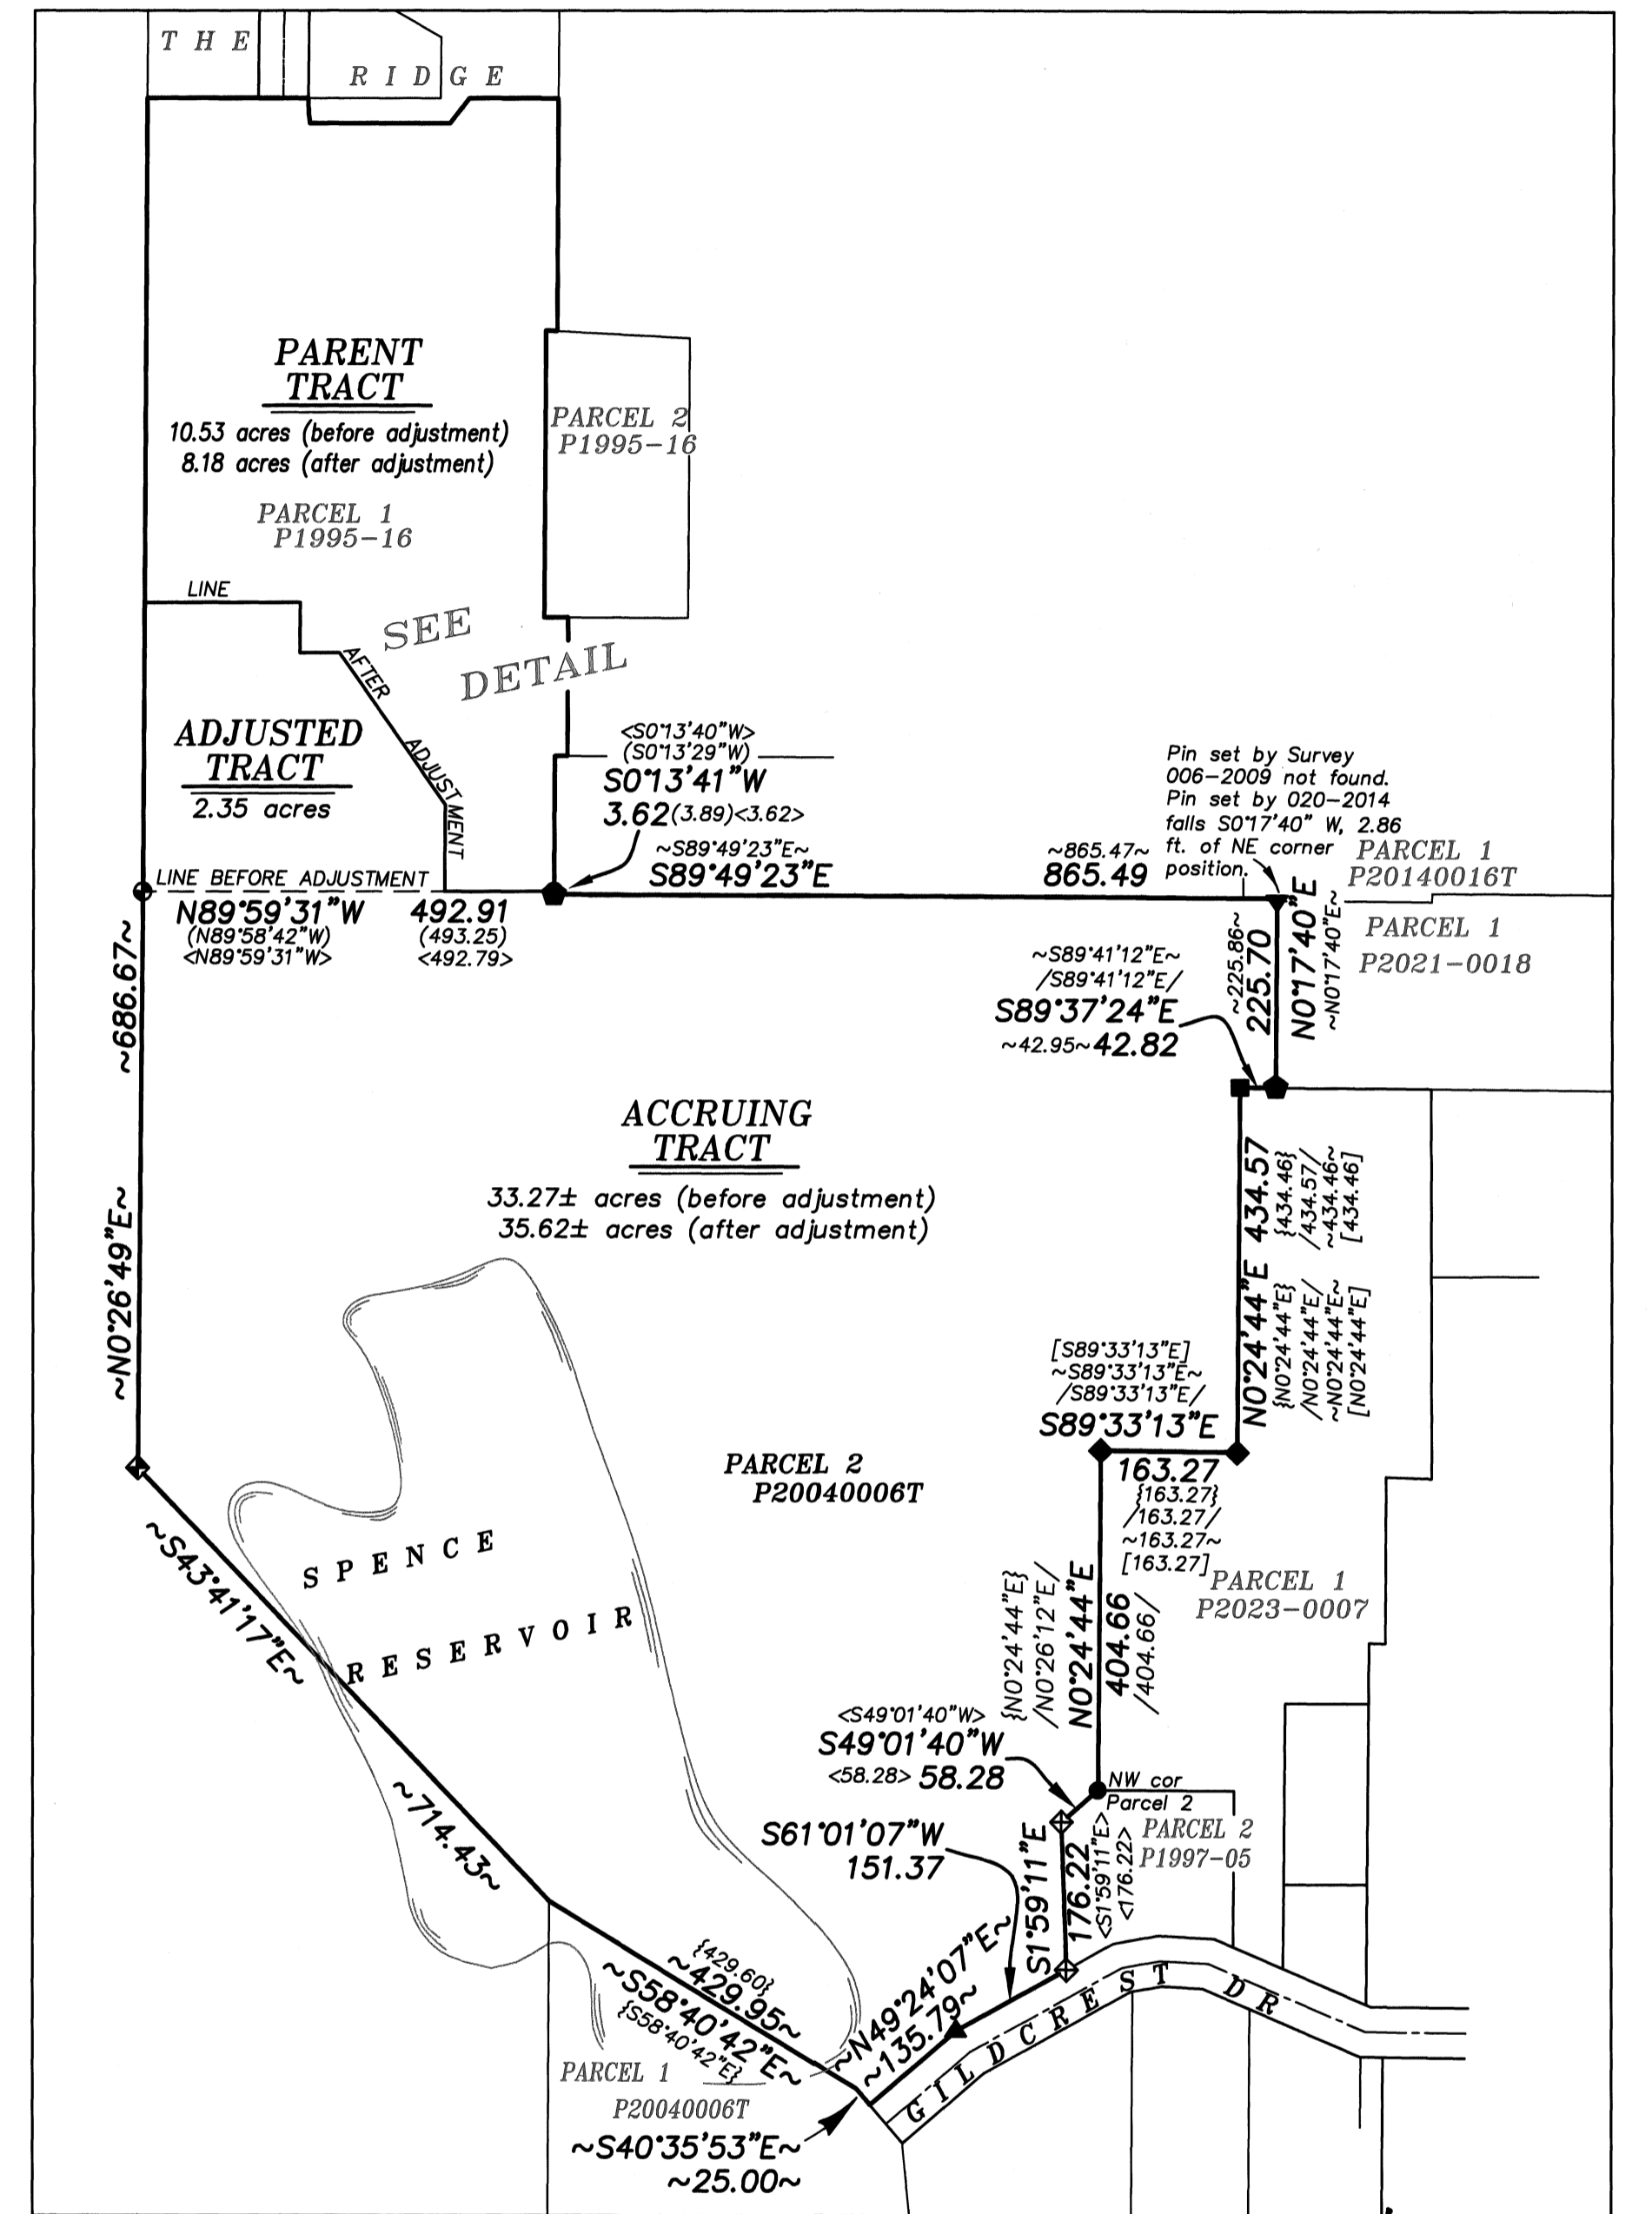 THE
RIDGE
PARENT
TRACT
10.53 acres (before adjustment)
8.18 acres (after adjustment)
PARCEL 1
P1995-16
PARCEL 2
P1995-16
LINE
AFTER
ADJUSTMENT
SEE
DETAIL
ADJUSTED
TRACT
2.35 acres
<S0°13'40"W>
(S0°13'29"W)
S0°13'41"W
3.62(3.89)<3.62>
~S89°49'23"E~
S89°49'23"E
~865.47~
865.49
Pin set by Survey
006-2009 not found.
Pin set by 020-2014
falls S0°17'40" W, 2.86
ft. of NE corner
position.
PARCEL 1
P20140016T
PARCEL 1
P2021-0018
LINE BEFORE ADJUSTMENT
N89°59'31"W 492.91
(N89°58'42"W) (493.25)
<N89°59'31"W> <492.79>
~686.67~
~N0°26'49"E~
~225.86~
225.70
N0°17'40"E
~N0°17'40"E~
~S89°41'12"E~
/S89°41'12"E/
S89°37'24"E
~42.95~42.82
ACCRUING
TRACT
33.27± acres (before adjustment)
35.62± acres (after adjustment)
N0°24'44"E 434.57
{N0°24'44"E} {434.46}
/N0°24'44"E/ /434.57/
~N0°24'44"E~ ~434.46~
[N0°24'44"E] [434.46]
[S89°33'13"E]
~S89°33'13"E~
/S89°33'13"E/
S89°33'13"E
163.27
{163.27}
/163.27/
~163.27~
[163.27]
PARCEL 2
P20040006T
PARCEL 1
P2023-0007
SPENCE
RESERVOIR
~S43°41'17"E~
~714.43~
{N0°24'44"E}
/N0°26'12"E/
N0°24'44"E
404.66
/404.66/
<S49°01'40"W>
S49°01'40"W
<58.28> 58.28
NW cor
Parcel 2
PARCEL 2
P1997-05
S61°01'07"W
151.37
S1°59'11"E
176.22
<S1°59'11"E>
<176.22>
{429.60}
~429.95~
~S58°40'42"E~
{S58°40'42"E}
~N49°24'07"E~
~135.79~
GILDCREST DR
PARCEL 1
P20040006T
~S40°35'53"E~
~25.00~